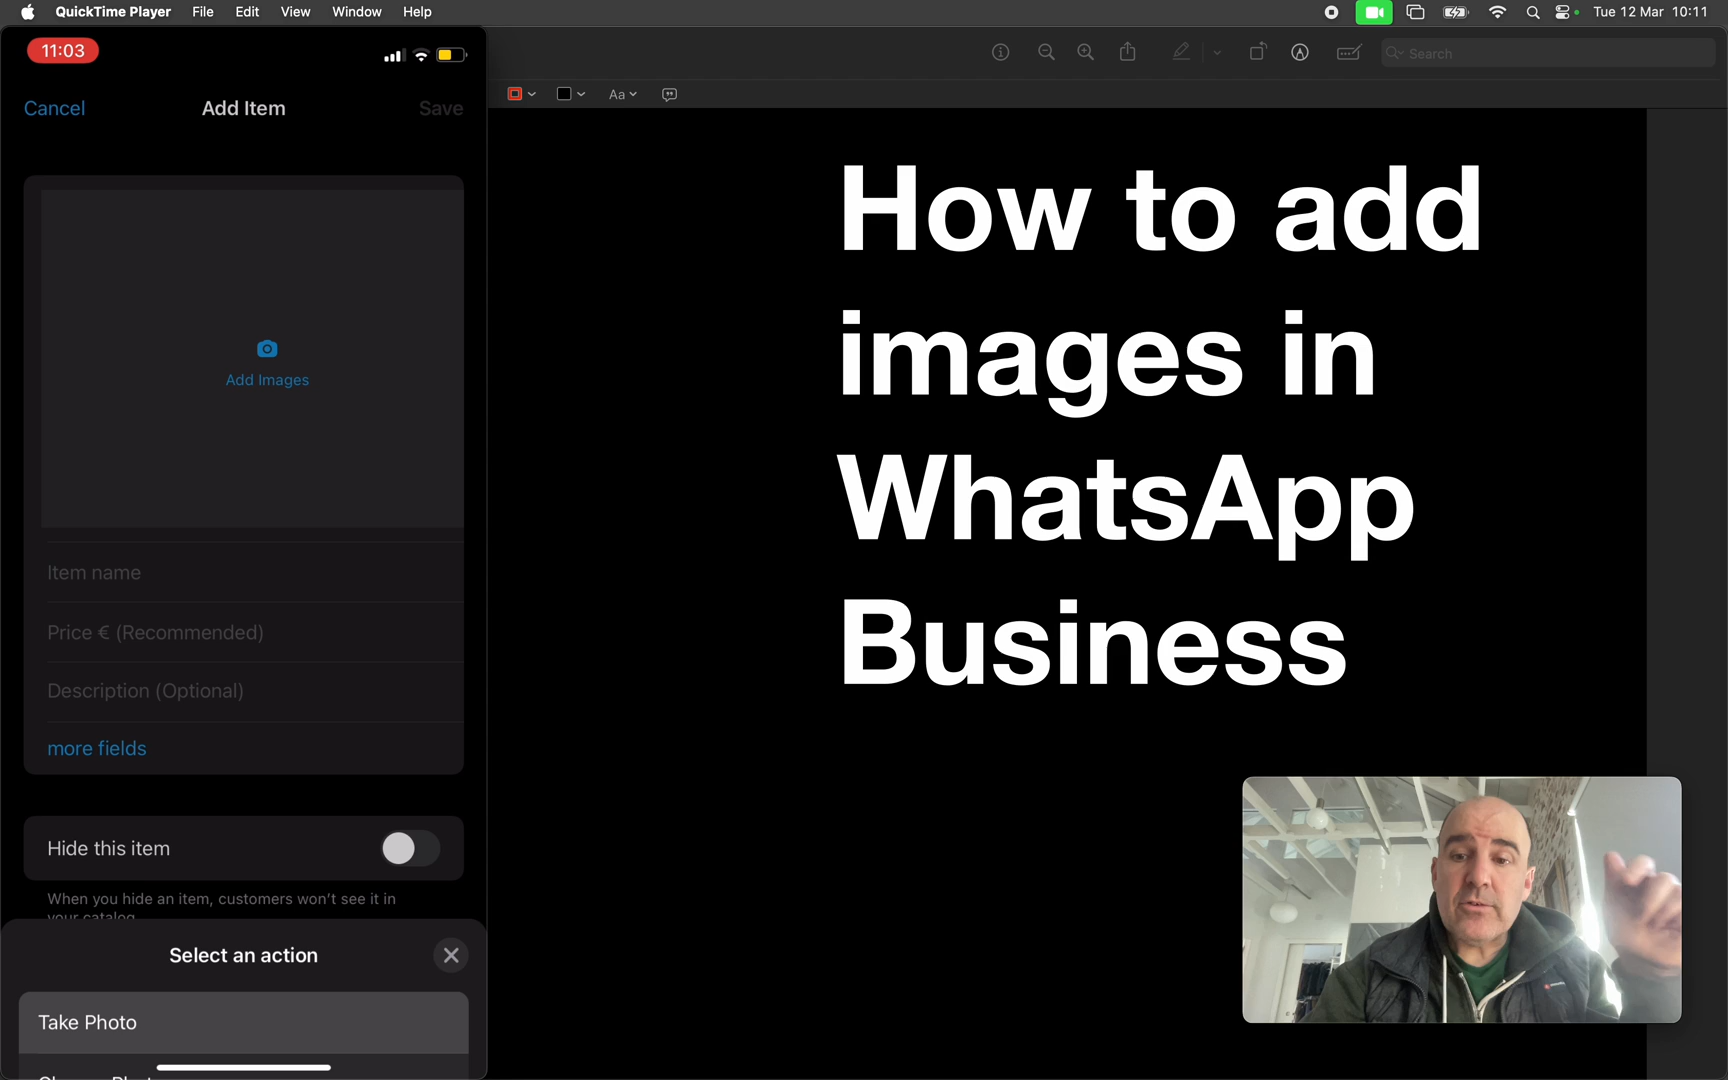 QuickTime Player File Edit View Window Help
Tue 12 Mar 10:11
11:03
Search
Cancel
Add Item
Save
Aa
Add Images
Item name
Price € (Recommended)
Description (Optional)
more fields
Hide this item
When you hide an item, customers won't see it in
your catalog
Select an action
Take Photo
How to add
images in
WhatsApp
Business